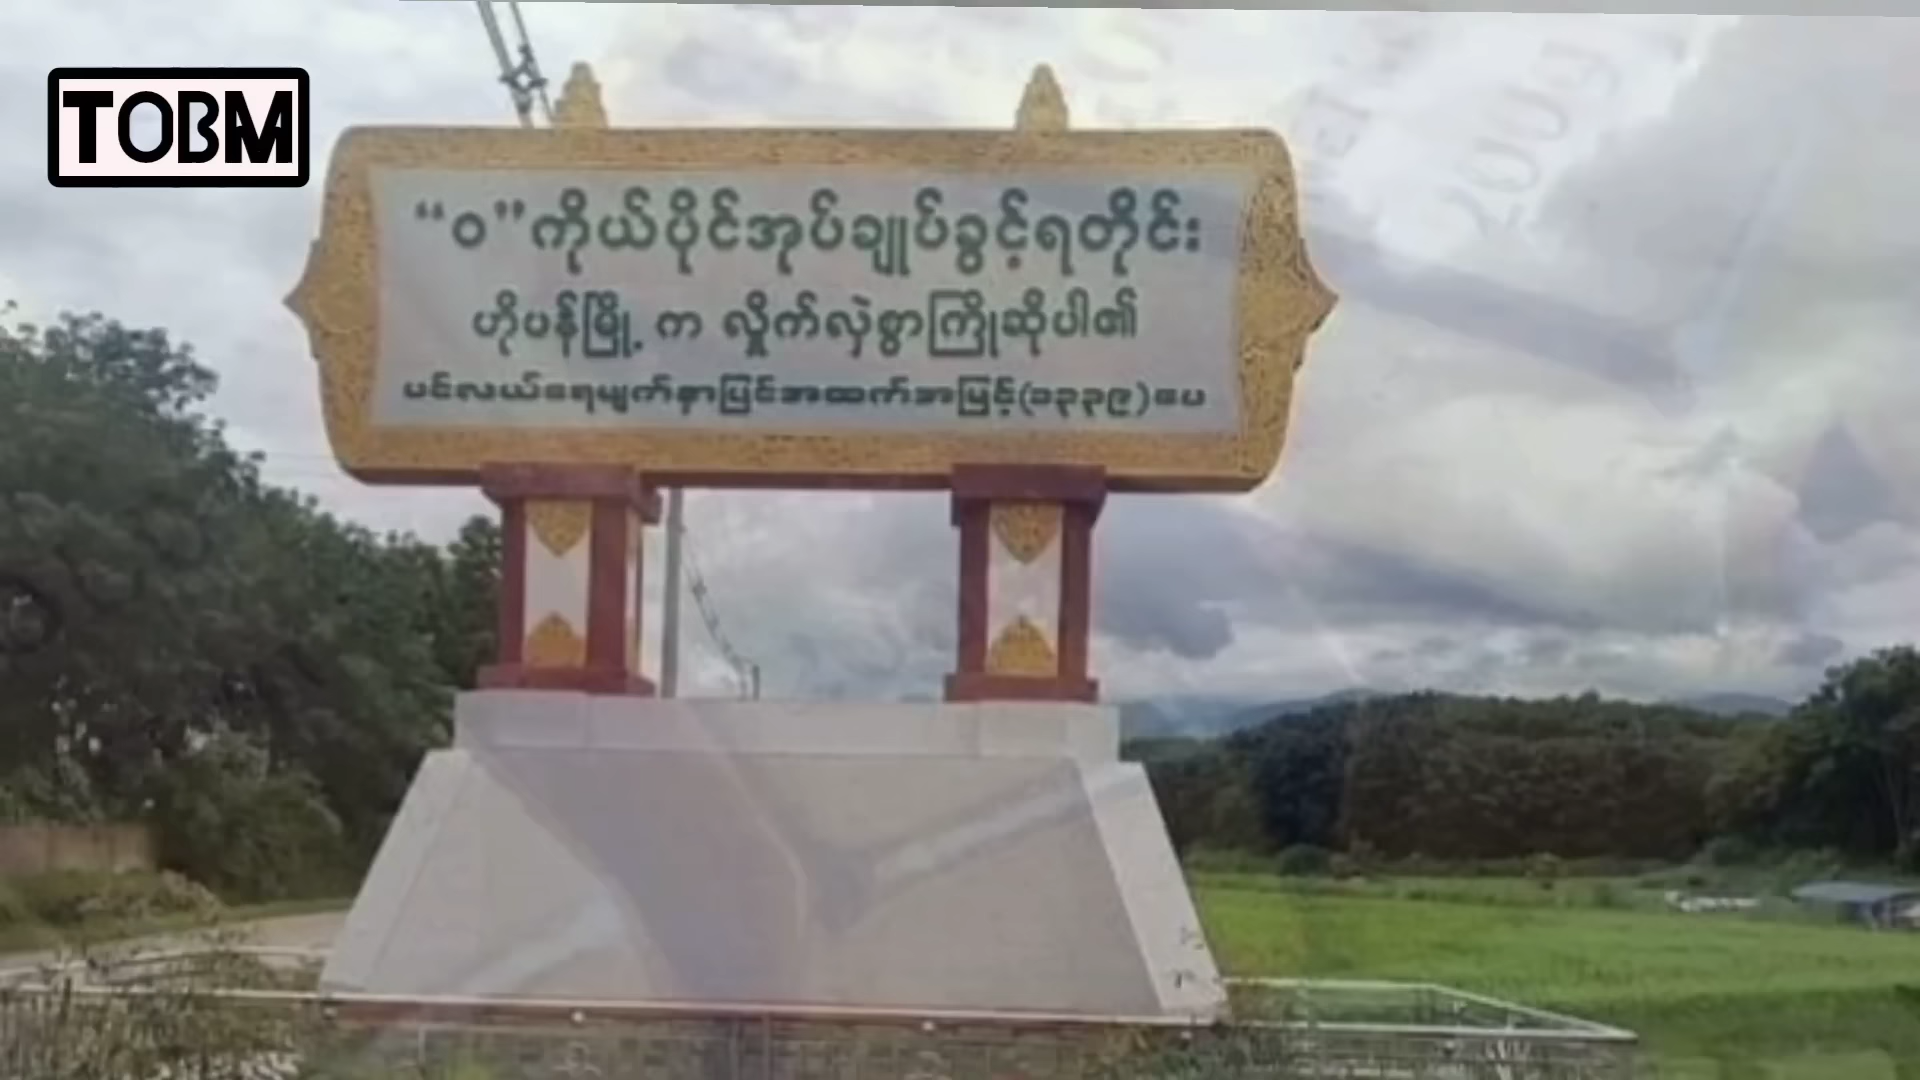 TOBM
“ဝ”ကိုယ်ပိုင်အုပ်ချုပ်ခွင့်ရတိုင်း
ဟိုပန်မြို့ က လှိုက်လှဲစွာကြိုဆိုပါ၏
ပင်လယ်ရေမျက်နှာပြင်အထက်အမြင့်(၁၃၃၉)ပေ